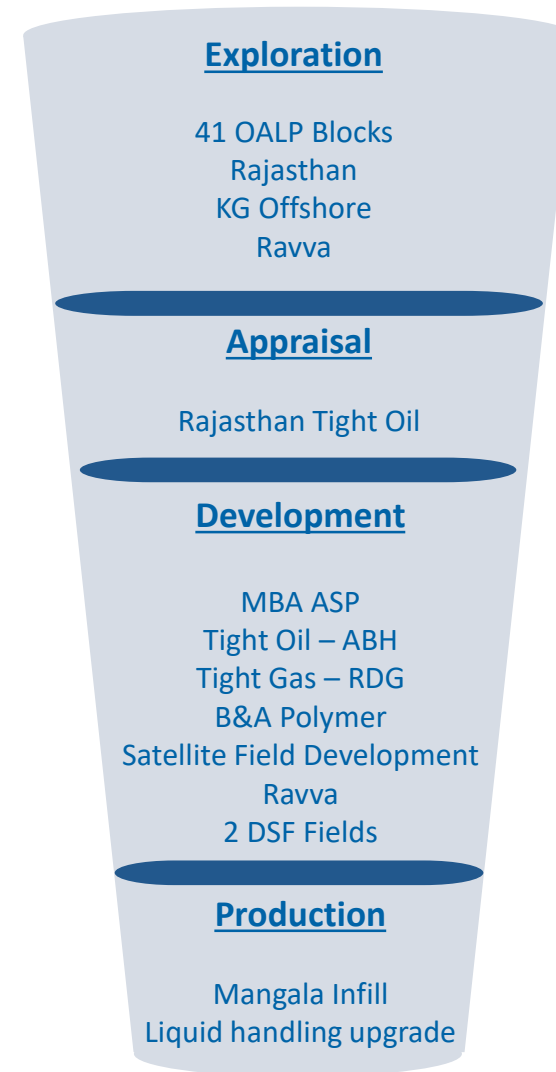 Exploration
41 OALP Blocks
Rajasthan
KG Offshore
Ravva
Appraisal
Rajasthan Tight Oil
Development
MBA ASP
Tight Oil – ABH
Tight Gas – RDG
B&A Polymer
Satellite Field Development
Ravva
2 DSF Fields
Production
Mangala Infill
Liquid handling upgrade